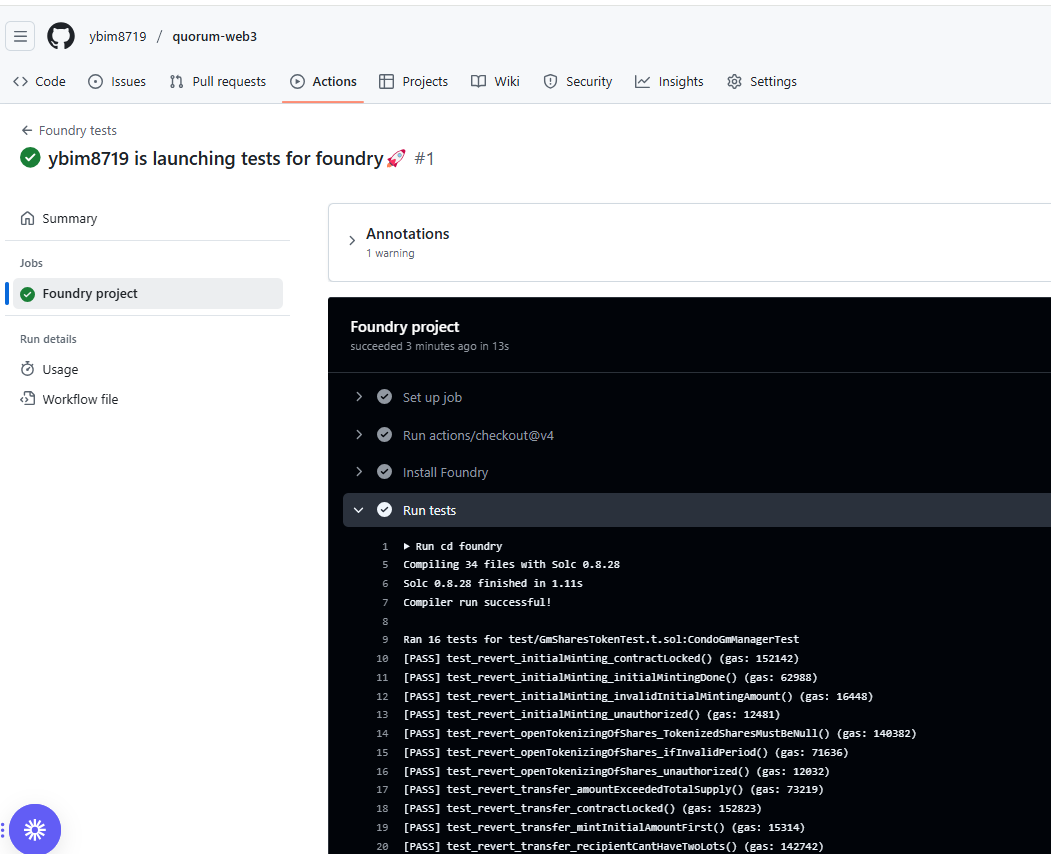 ybim8719 / quorum-web3
Code Issues Pull requests Actions Projects Wiki Security Insights Settings
← Foundry tests
ybim8719 is launching tests for foundry🚀 #1
Summary
Jobs
Foundry project
Run details
Usage
Workflow file
Annotations
1 warning
Foundry project
succeeded 3 minutes ago in 13s
Set up job
Run actions/checkout@v4
Install Foundry
Run tests
1 ▶ Run cd foundry
5 Compiling 34 files with Solc 0.8.28
6 Solc 0.8.28 finished in 1.11s
7 Compiler run successful!
8
9 Ran 16 tests for test/GmSharesTokenTest.t.sol:CondoGmManagerTest
10 [PASS] test_revert_initialMinting_contractLocked() (gas: 152142)
11 [PASS] test_revert_initialMinting_initialMintingDone() (gas: 62988)
12 [PASS] test_revert_initialMinting_invalidInitialMintingAmount() (gas: 16448)
13 [PASS] test_revert_initialMinting_unauthorized() (gas: 12481)
14 [PASS] test_revert_openTokenizingOfShares_TokenizedSharesMustBeNull() (gas: 140382)
15 [PASS] test_revert_openTokenizingOfShares_ifInvalidPeriod() (gas: 71636)
16 [PASS] test_revert_openTokenizingOfShares_unauthorized() (gas: 12032)
17 [PASS] test_revert_transfer_amountExceededTotalSupply() (gas: 73219)
18 [PASS] test_revert_transfer_contractLocked() (gas: 152823)
19 [PASS] test_revert_transfer_mintInitialAmountFirst() (gas: 15314)
20 [PASS] test_revert_transfer_recipientCantHaveTwoLots() (gas: 142742)